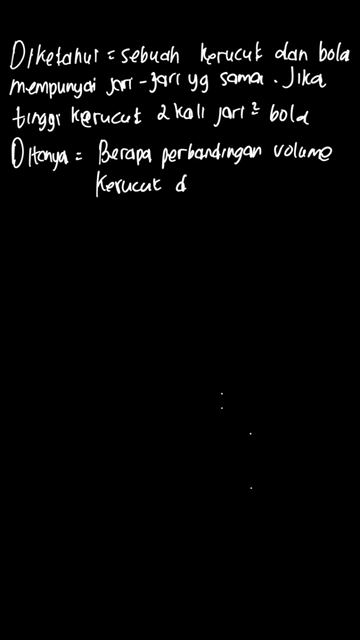 Diketahui = sebuah kerucut dan bola
mempunyai jari-jari yg sama. Jika
tinggi kerucut 2 kali jari² bola
Ditanya = Berapa perbandingan volume
kerucut d